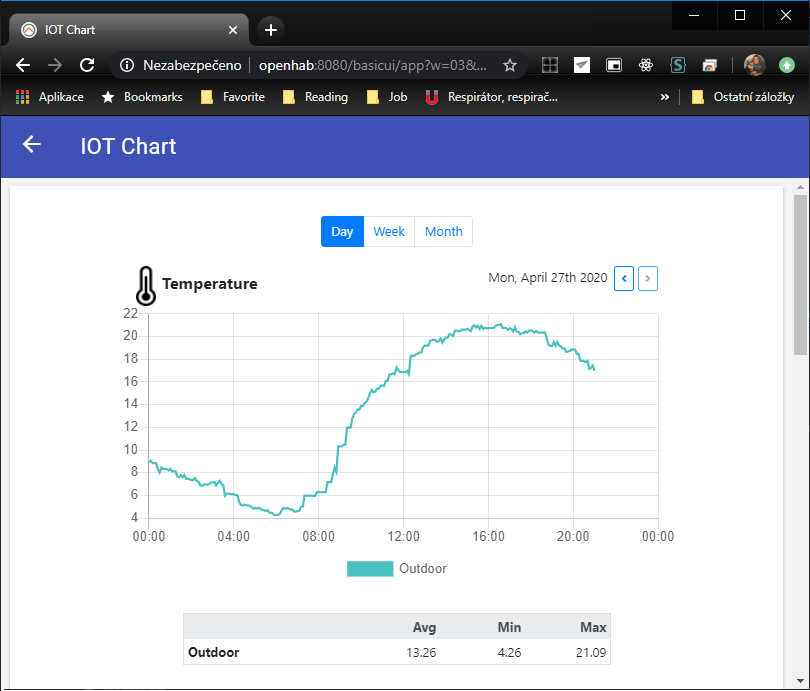 IOT Chart
Nezabezpečeno openhab:8080/basicui/app?w=03&...
Aplikace Bookmarks Favorite Reading Job Respirátor, respirač... » Ostatní záložky
IOT Chart
Day Week Month
Temperature Mon, April 27th 2020 < >
22
20
18
16
14
12
10
8
6
4
00:00 04:00 08:00 12:00 16:00 20:00 00:00
Outdoor
Avg Min Max
Outdoor 13.26 4.26 21.09